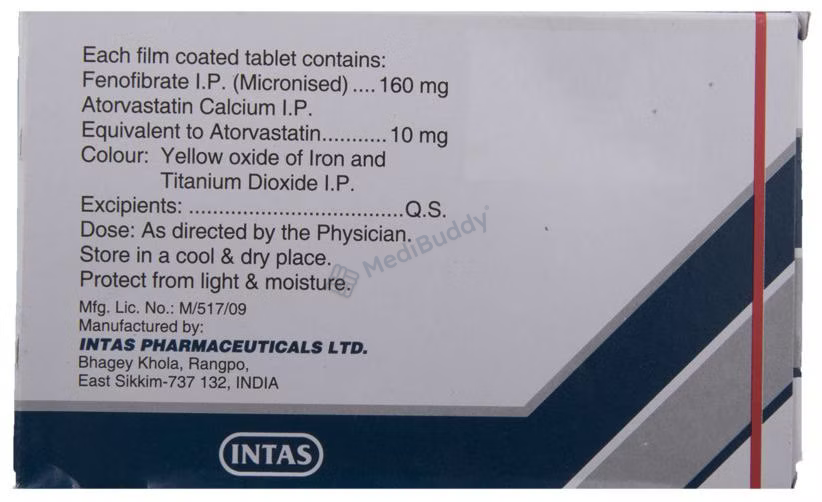 Each film coated tablet contains:
Fenofibrate I.P. (Micronised) .... 160 mg
Atorvastatin Calcium I.P.
Equivalent to Atorvastatin........... 10 mg
Colour: Yellow oxide of Iron and
Titanium Dioxide I.P.
Excipients: ....................................Q.S.
Dose: As directed by the Physician.
Store in a cool & dry place.
Protect from light & moisture.
MediBuddy
Mfg. Lic. No.: M/517/09
Manufactured by:
INTAS PHARMACEUTICALS LTD.
Bhagey Khola, Rangpo,
East Sikkim-737 132, INDIA
INTAS